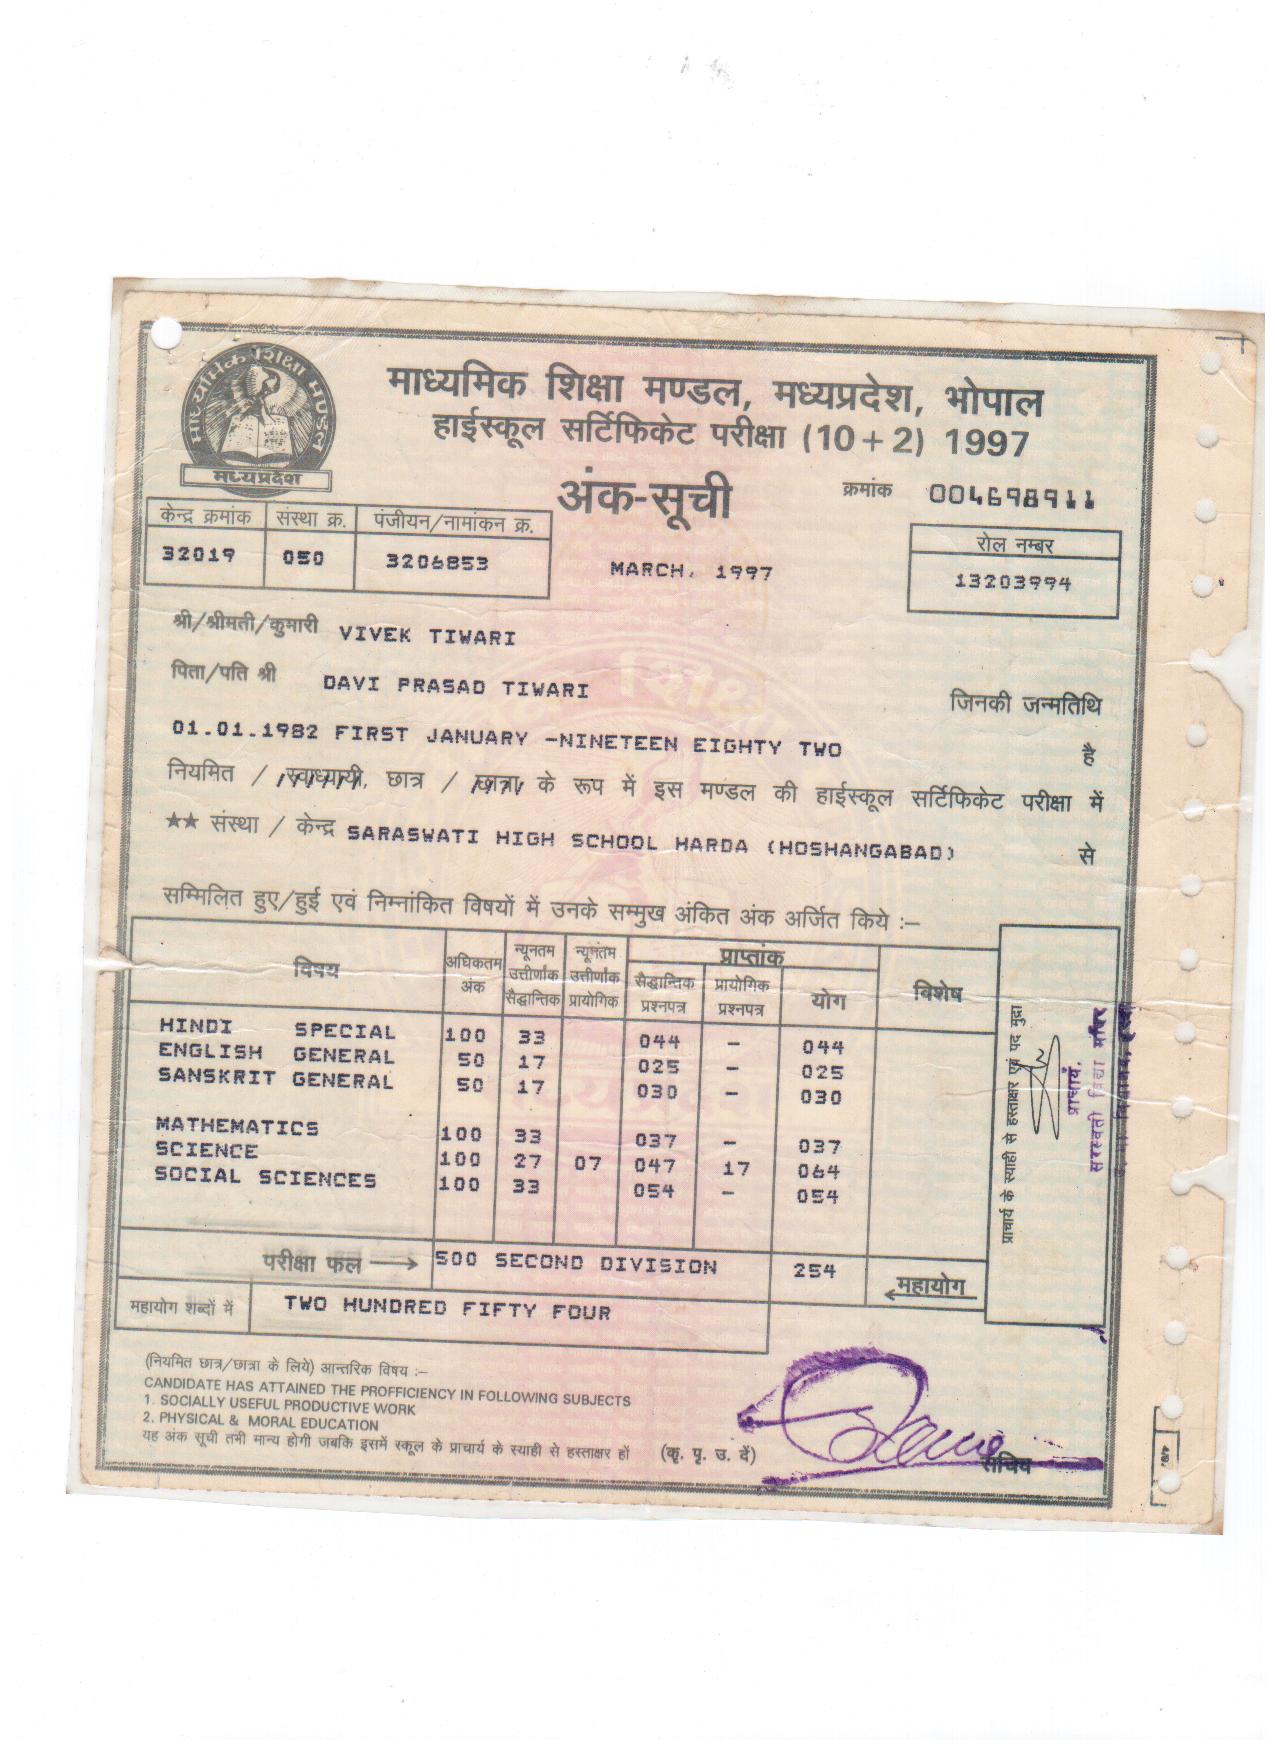 माध्यमिक शिक्षा मण्डल
मध्यप्रदेश
माध्यमिक शिक्षा मण्डल, मध्यप्रदेश, भोपाल
हाईस्कूल सर्टिफिकेट परीक्षा (10+2) 1997
अंक-सूची
क्रमांक 004698911
केन्द्र क्रमांक संस्था क्र. पंजीयन/नामांकन क्र.
32019 050 3206853
MARCH, 1997
रोल नम्बर
13203994
श्री/श्रीमती/कुमारी VIVEK TIWARI
पिता/पति श्री DAVI PRASAD TIWARI
जिनकी जन्मतिथि
01.01.1982 FIRST JANUARY -NINETEEN EIGHTY TWO है
नियमित / स्वाध्यायी, छात्र / छात्रा के रूप में इस मण्डल की हाईस्कूल सर्टिफिकेट परीक्षा में
★★ संस्था / केन्द्र SARASWATI HIGH SCHOOL HARDA (HOSHANGABAD) से
सम्मिलित हुए/हुई एवं निम्नांकित विषयों में उनके सम्मुख अंकित अंक अर्जित किये :–
विषय अधिकतम अंक न्यूनतम उत्तीर्णांक सैद्धान्तिक न्यूनतम उत्तीर्णांक प्रायोगिक प्राप्तांक विशेष
सैद्धान्तिक प्रश्नपत्र प्रायोगिक प्रश्नपत्र योग
HINDI SPECIAL 100 33 044 – 044
ENGLISH GENERAL 50 17 025 – 025
SANSKRIT GENERAL 50 17 030 – 030
MATHEMATICS 100 33 037 – 037
SCIENCE 100 27 07 047 17 064
SOCIAL SCIENCES 100 33 054 – 054
परीक्षा फल → 500 SECOND DIVISION 254 ← महायोग
महायोग शब्दों में TWO HUNDRED FIFTY FOUR
प्राचार्य के स्याही से हस्ताक्षर एवं पद मुद्रा
प्राचार्य.
सरस्वती विद्या मंदिर
(नियमित छात्र/छात्रा के लिये) आन्तरिक विषय :–
CANDIDATE HAS ATTAINED THE PROFFICIENCY IN FOLLOWING SUBJECTS
1. SOCIALLY USEFUL PRODUCTIVE WORK
2. PHYSICAL & MORAL EDUCATION
यह अंक सूची तभी मान्य होगी जबकि इसमें स्कूल के प्राचार्य के स्याही से हस्ताक्षर हों (कृ. पृ. उ. दें)
सचिव